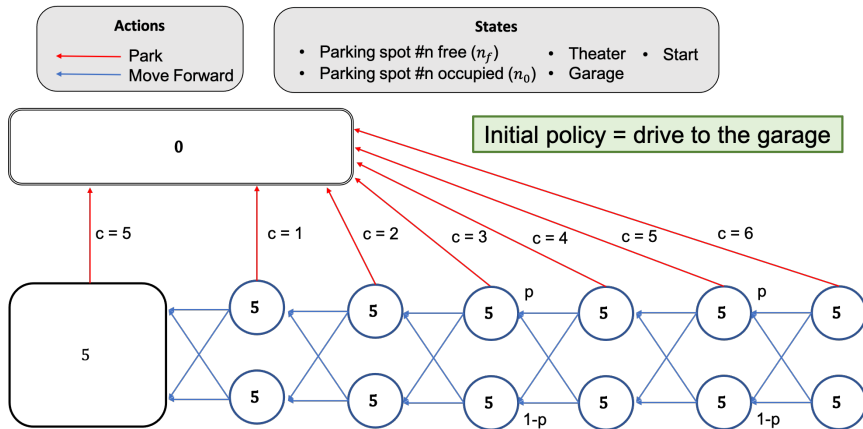 Actions
Park
Move Forward
States
• Parking spot #n free (n_f)
• Parking spot #n occupied (n_0)
• Theater
• Garage
• Start
0
Initial policy = drive to the garage
c = 5
c = 1
c = 2
c = 3
c = 4
c = 5
c = 6
p
p
5 5 5 5 5 5
5
5 5 5 5 5 5
1-p
1-p